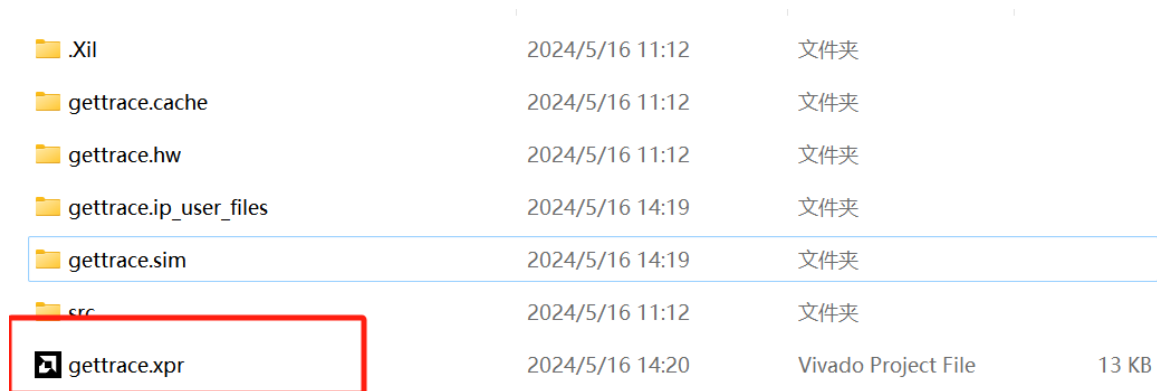 .Xil 2024/5/16 11:12 文件夹
gettrace.cache 2024/5/16 11:12 文件夹
gettrace.hw 2024/5/16 11:12 文件夹
gettrace.ip_user_files 2024/5/16 14:19 文件夹
gettrace.sim 2024/5/16 14:19 文件夹
src 2024/5/16 11:12 文件夹
gettrace.xpr 2024/5/16 14:20 Vivado Project File 13 KB